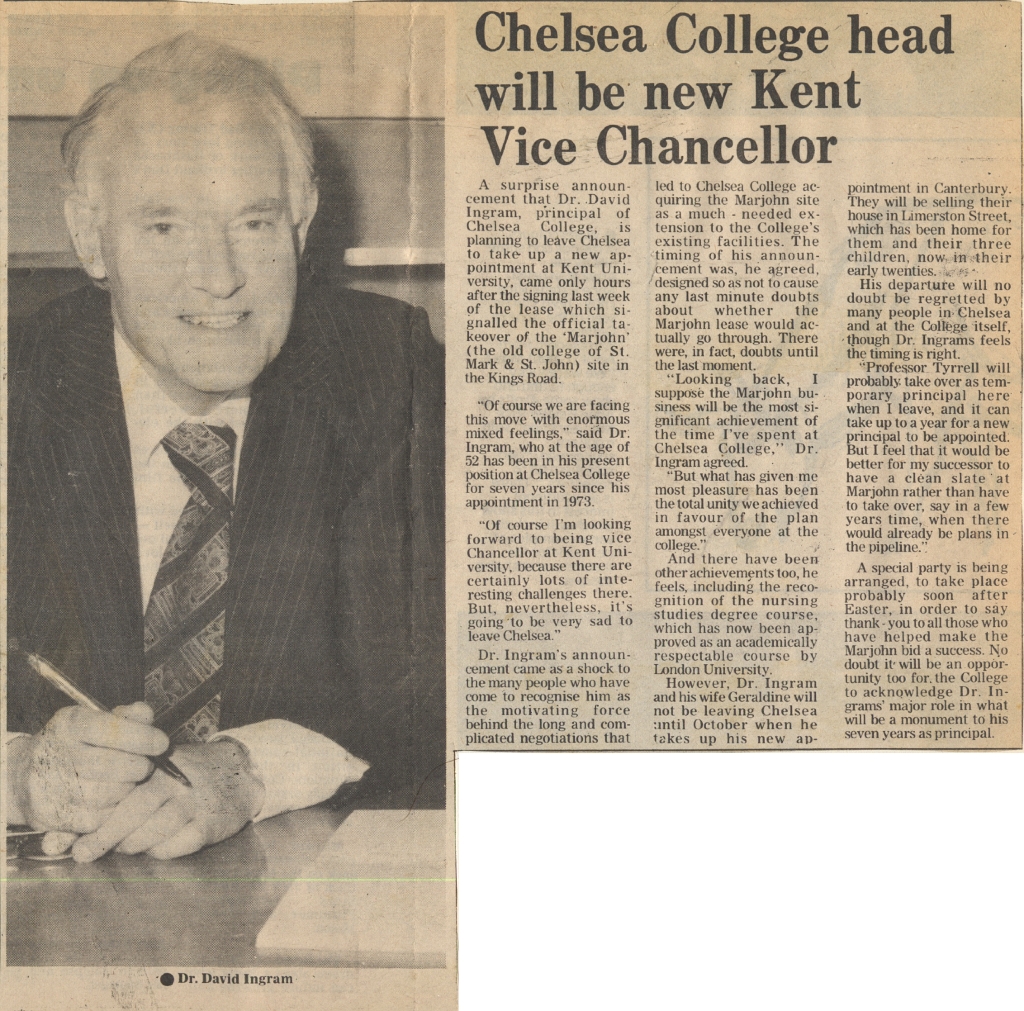 Chelsea College head
will be new Kent
Vice Chancellor
A surprise announ-
cement that Dr. David
Ingram, principal of
Chelsea College, is
planning to leave Chelsea
to take up a new ap-
pointment at Kent Uni-
versity, came only hours
after the signing last week
of the lease which si-
gnalled the official ta-
keover of the 'Marjohn'
(the old college of St.
Mark & St. John) site in
the Kings Road.
"Of course we are facing
this move with enormous
mixed feelings," said Dr.
Ingram, who at the age of
52 has been in his present
position at Chelsea College
for seven years since his
appointment in 1973.
"Of course I'm looking
forward to being vice
Chancellor at Kent Uni-
versity, because there are
certainly lots of inte-
resting challenges there.
But, nevertheless, it's
going to be very sad to
leave Chelsea."
Dr. Ingram's announ-
cement came as a shock to
the many people who have
come to recognise him as
the motivating force
behind the long and com-
plicated negotiations that
led to Chelsea College ac-
quiring the Marjohn site
as a much - needed ex-
tension to the College's
existing facilities. The
timing of his announ-
cement was, he agreed,
designed so as not to cause
any last minute doubts
about whether the
Marjohn lease would ac-
tually go through. There
were, in fact, doubts until
the last moment.
"Looking back, I
suppose the Marjohn bu-
siness will be the most si-
gnificant achievement of
the time I've spent at
Chelsea College," Dr.
Ingram agreed.
"But what has given me
most pleasure has been
the total unity we achieved
in favour of the plan
amongst everyone at the
college."
And there have been
other achievements too, he
feels, including the reco-
gnition of the nursing
studies degree course,
which has now been ap-
proved as an academically
respectable course by
London University.
However, Dr. Ingram
and his wife Geraldine will
not be leaving Chelsea
until October when he
takes up his new ap-
pointment in Canterbury.
They will be selling their
house in Limerston Street,
which has been home for
them and their three
children, now in their
early twenties.
His departure will no
doubt be regretted by
many people in Chelsea
and at the College itself,
though Dr. Ingrams feels
the timing is right.
"Professor Tyrrell will
probably take over as tem-
porary principal here
when I leave, and it can
take up to a year for a new
principal to be appointed.
But I feel that it would be
better for my successor to
have a clean slate at
Marjohn rather than have
to take over, say in a few
years time, when there
would already be plans in
the pipeline."
A special party is being
arranged, to take place
probably soon after
Easter, in order to say
thank - you to all those who
have helped make the
Marjohn bid a success. No
doubt it will be an oppor-
tunity too for the College
to acknowledge Dr. In-
grams' major role in what
will be a monument to his
seven years as principal.
● Dr. David Ingram